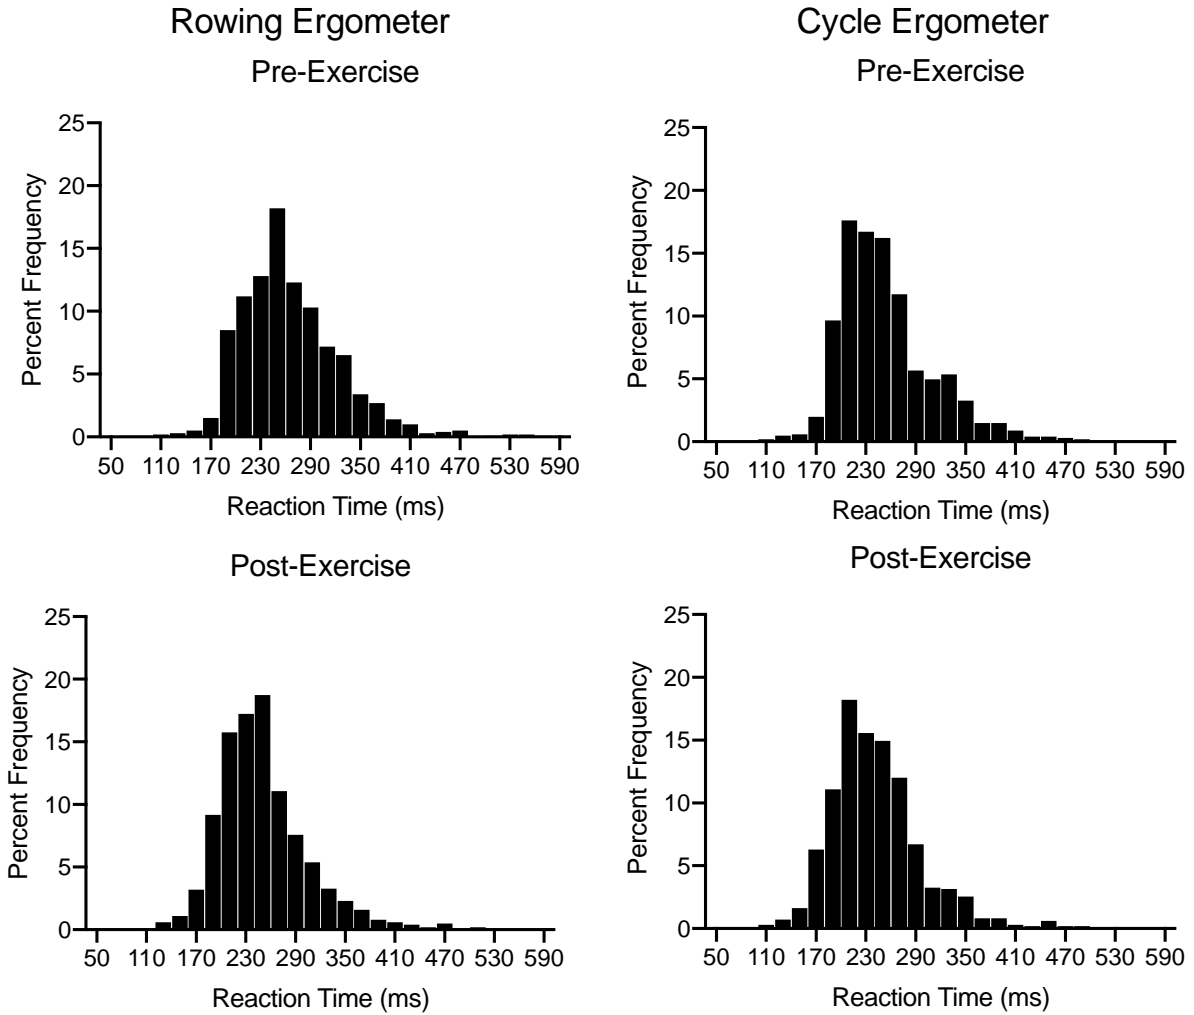 Rowing Ergometer
Cycle Ergometer
Pre-Exercise
25
20
15
10
5
0
Percent Frequency
50 110 170 230 290 350 410 470 530 590
Reaction Time (ms)
Pre-Exercise
25
20
15
10
5
0
Percent Frequency
50 110 170 230 290 350 410 470 530 590
Reaction Time (ms)
Post-Exercise
25
20
15
10
5
0
Percent Frequency
50 110 170 230 290 350 410 470 530 590
Reaction Time (ms)
Post-Exercise
25
20
15
10
5
0
Percent Frequency
50 110 170 230 290 350 410 470 530 590
Reaction Time (ms)